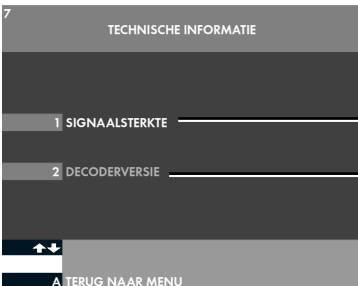 7
TECHNISCHE INFORMATIE
1 SIGNAALSTERKTE
2 DECODERVERSIE
A TERUG NAAR MENU